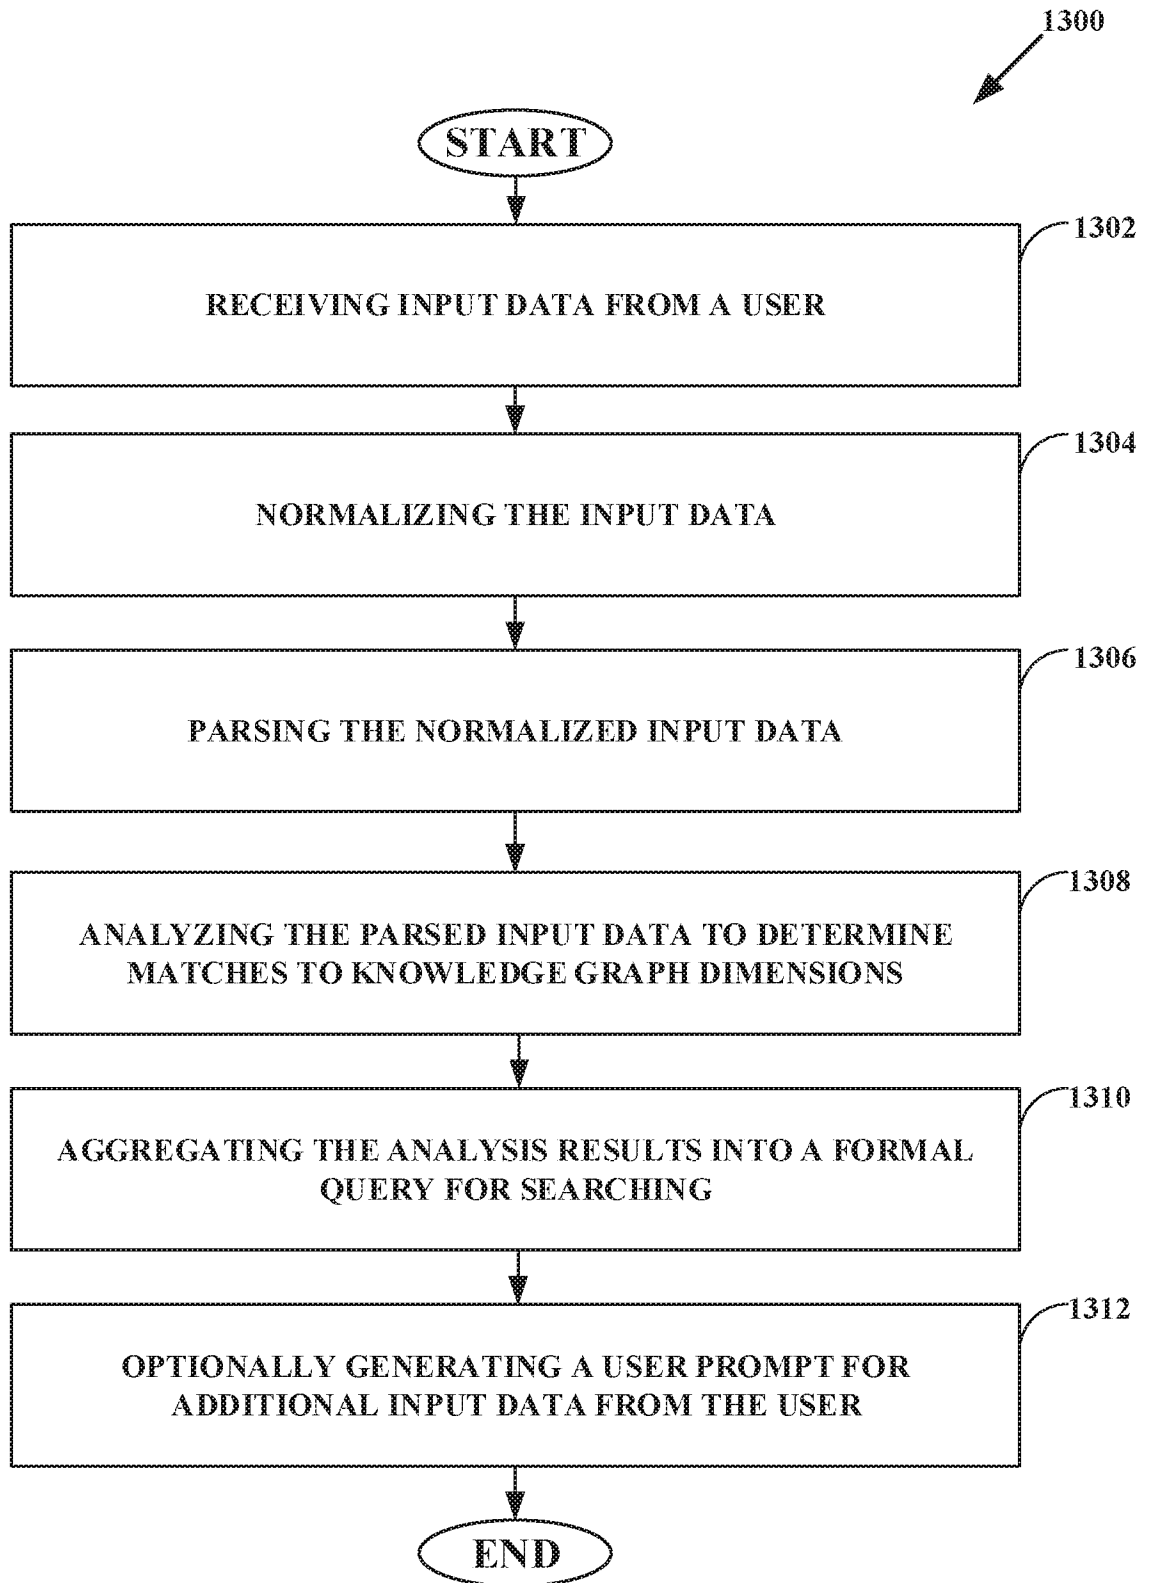 1300
START
1302
RECEIVING INPUT DATA FROM A USER
1304
NORMALIZING THE INPUT DATA
1306
PARSING THE NORMALIZED INPUT DATA
1308
ANALYZING THE PARSED INPUT DATA TO DETERMINE
MATCHES TO KNOWLEDGE GRAPH DIMENSIONS
1310
AGGREGATING THE ANALYSIS RESULTS INTO A FORMAL
QUERY FOR SEARCHING
1312
OPTIONALLY GENERATING A USER PROMPT FOR
ADDITIONAL INPUT DATA FROM THE USER
END